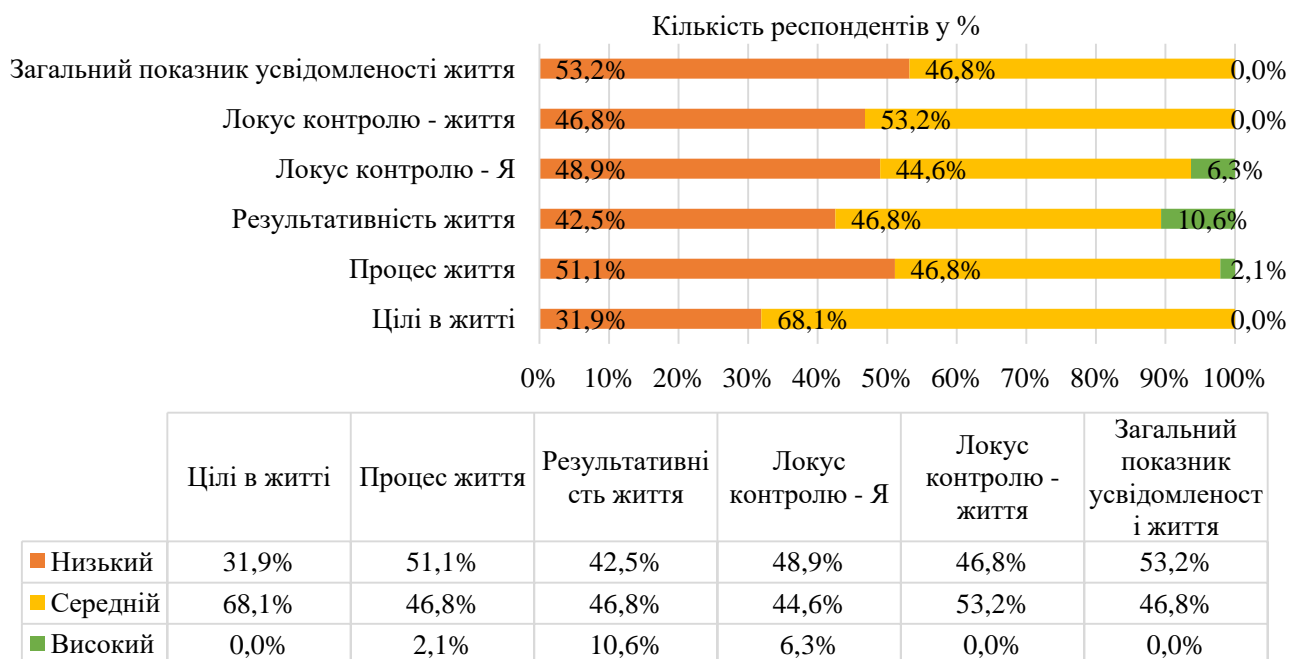 Кількість респондентів у %
Загальний показник усвідомленості життя 53,2% 46,8% 0,0%
Локус контролю - життя 46,8% 53,2% 0,0%
Локус контролю - Я 48,9% 44,6% 6,3%
Результативність життя 42,5% 46,8% 10,6%
Процес життя 51,1% 46,8% 2,1%
Цілі в житті 31,9% 68,1% 0,0%
0% 10% 20% 30% 40% 50% 60% 70% 80% 90% 100%
Цілі в житті
Процес життя
Результативні
сть життя
Локус
контролю - Я
Локус
контролю -
життя
Загальний
показник
усвідомленост
і життя
Низький 31,9% 51,1% 42,5% 48,9% 46,8% 53,2%
Середній 68,1% 46,8% 46,8% 44,6% 53,2% 46,8%
Високий 0,0% 2,1% 10,6% 6,3% 0,0% 0,0%